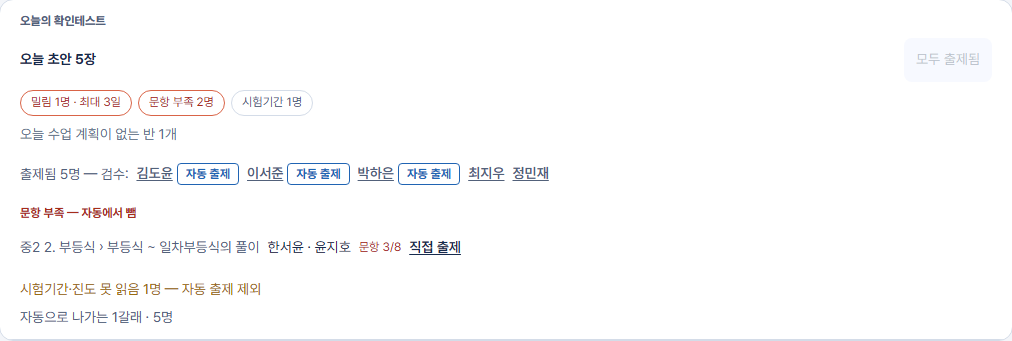 오늘의 확인테스트
오늘 초안 5장
모두 출제됨
밀림 1명 · 최대 3일 문항 부족 2명 시험기간 1명
오늘 수업 계획이 없는 반 1개
출제됨 5명 — 검수: 김도윤 자동 출제 이서준 자동 출제 박하은 자동 출제 최지우 정민재
문항 부족 — 자동에서 뺌
중2 2. 부등식 › 부등식 ~ 일차부등식의 풀이 한서윤 · 윤지호 문항 3/8 직접 출제
시험기간·진도 못 읽음 1명 — 자동 출제 제외
자동으로 나가는 1갈래 · 5명